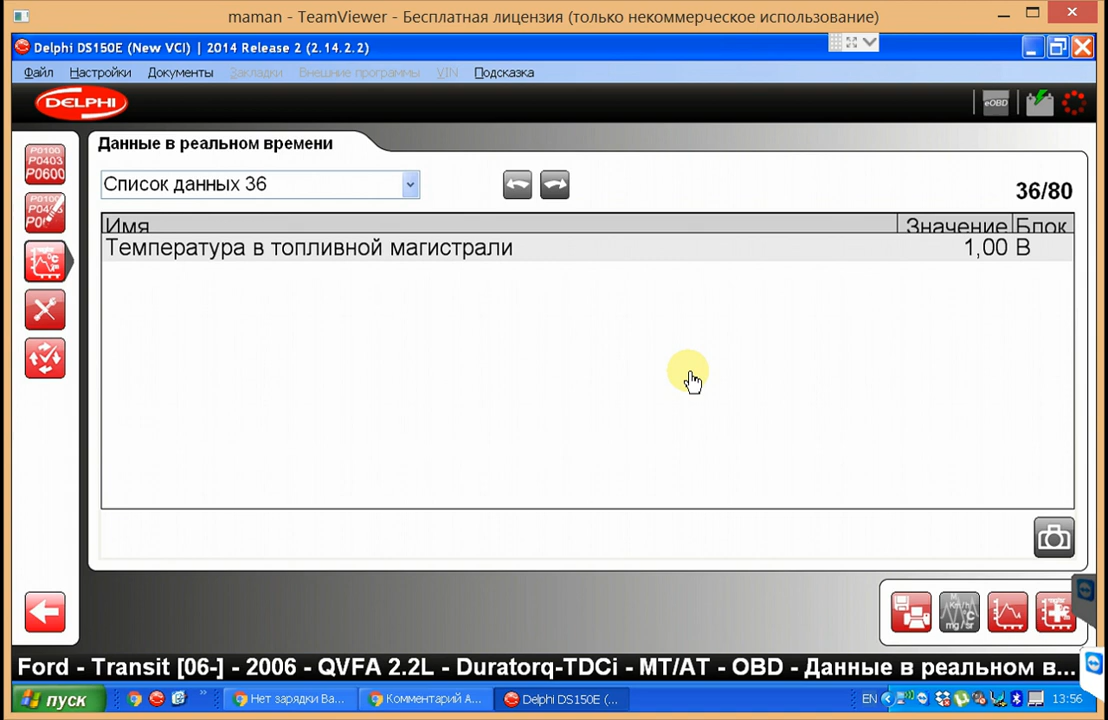 maman - TeamViewer - Бесплатная лицензия (только некоммерческое использование)
Delphi DS150E (New VCI) | 2014 Release 2 (2.14.2.2)
Файл Настройки Документы Закладки Внешние программы VIN Подсказка
DELPHI
eOBD
Данные в реальном времени
P0100
P0403
P0600
Список данных 36
36/80
P0100
Имя Значение Блок
Температура в топливной магистрали 1,00 В
Ford - Transit [06-] - 2006 - QVFA 2.2L - Duratorq-TDCi - MT/AT - OBD - Данные в реальном в...
пуск
Нет зарядки Ва...
Комментарий А...
Delphi DS150E (...
EN
13:56